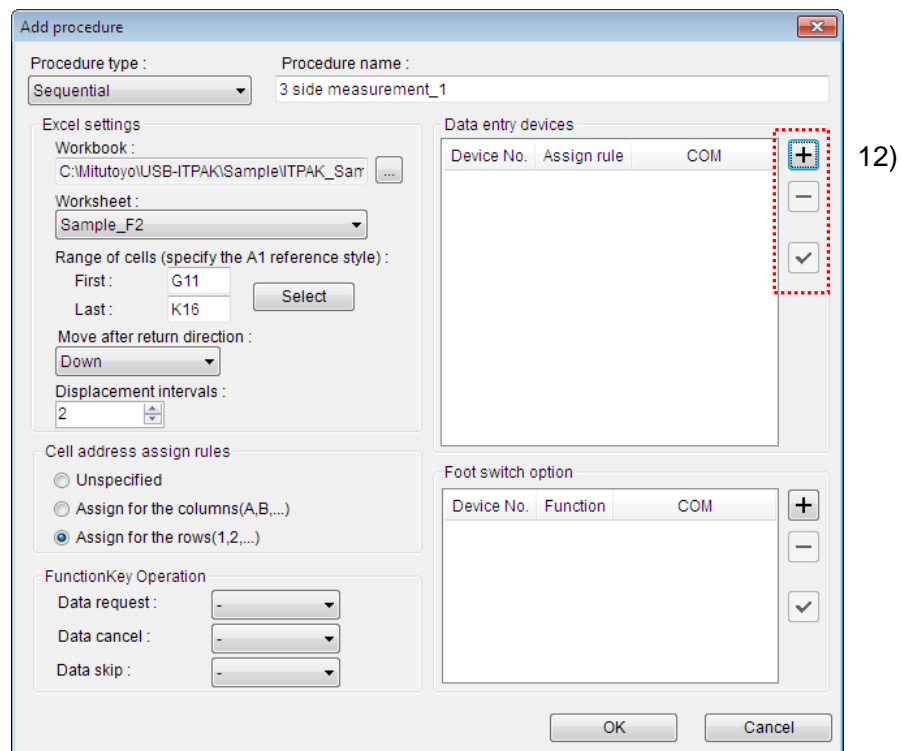 Add procedure
Procedure type :
Procedure name :
Sequential
3 side measurement_1
Excel settings
Workbook :
C:\Mitutoyo\USB-ITPAK\Sample\ITPAK_Sam
...
Worksheet :
Sample_F2
Range of cells (specify the A1 reference style) :
First :
G11
Select
Last :
K16
Move after return direction :
Down
Displacement intervals :
2
Cell address assign rules
Unspecified
Assign for the columns(A,B,...)
Assign for the rows(1,2,...)
FunctionKey Operation
Data request :
-
Data cancel :
-
Data skip :
-
Data entry devices
Device No.
Assign rule
COM
12)
Foot switch option
Device No.
Function
COM
OK
Cancel